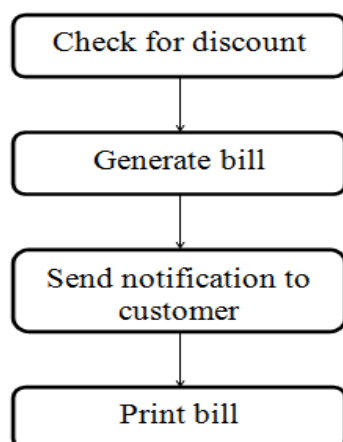 Check for discount
Generate bill
Send notification to
customer
Print bill